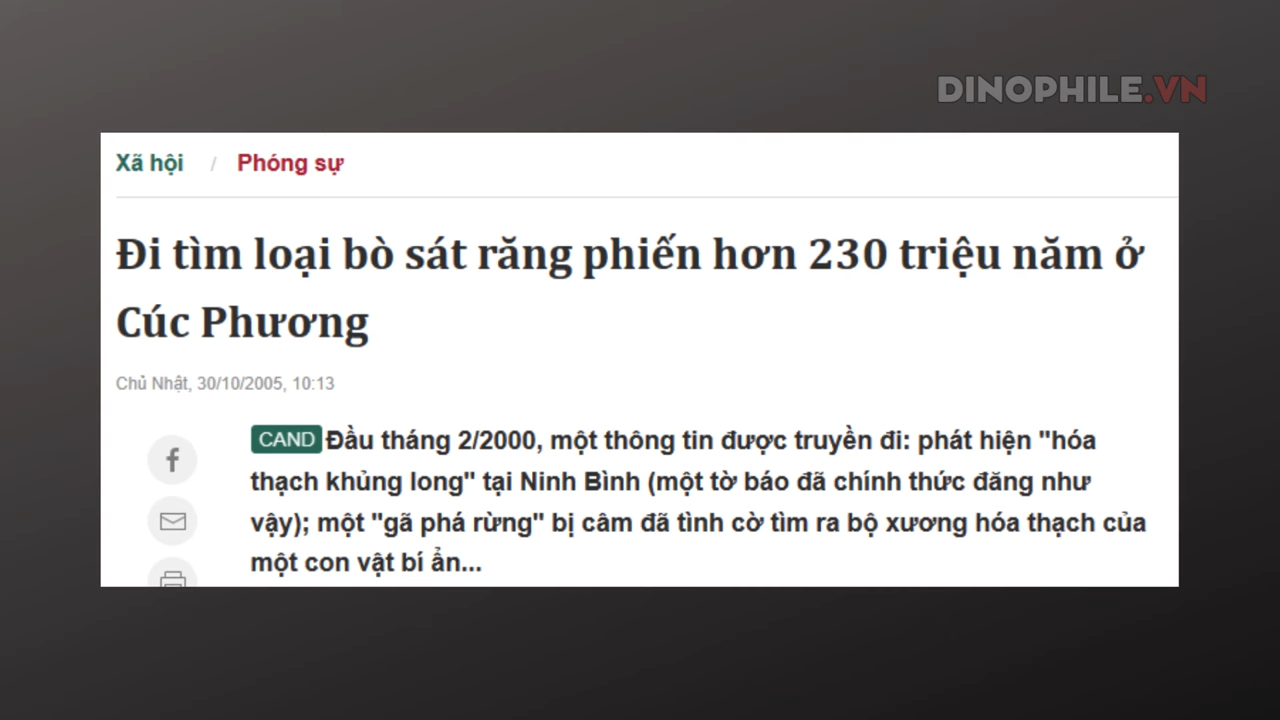 DINOPHILE.VN
Xã hội / Phóng sự
Đi tìm loại bò sát răng phiến hơn 230 triệu năm ở
Cúc Phương
Chủ Nhật, 30/10/2005, 10:13
CAND Đầu tháng 2/2000, một thông tin được truyền đi: phát hiện "hóa
thạch khủng long" tại Ninh Bình (một tờ báo đã chính thức đăng như
vậy); một "gã phá rừng" bị câm đã tình cờ tìm ra bộ xương hóa thạch của
một con vật bí ẩn...